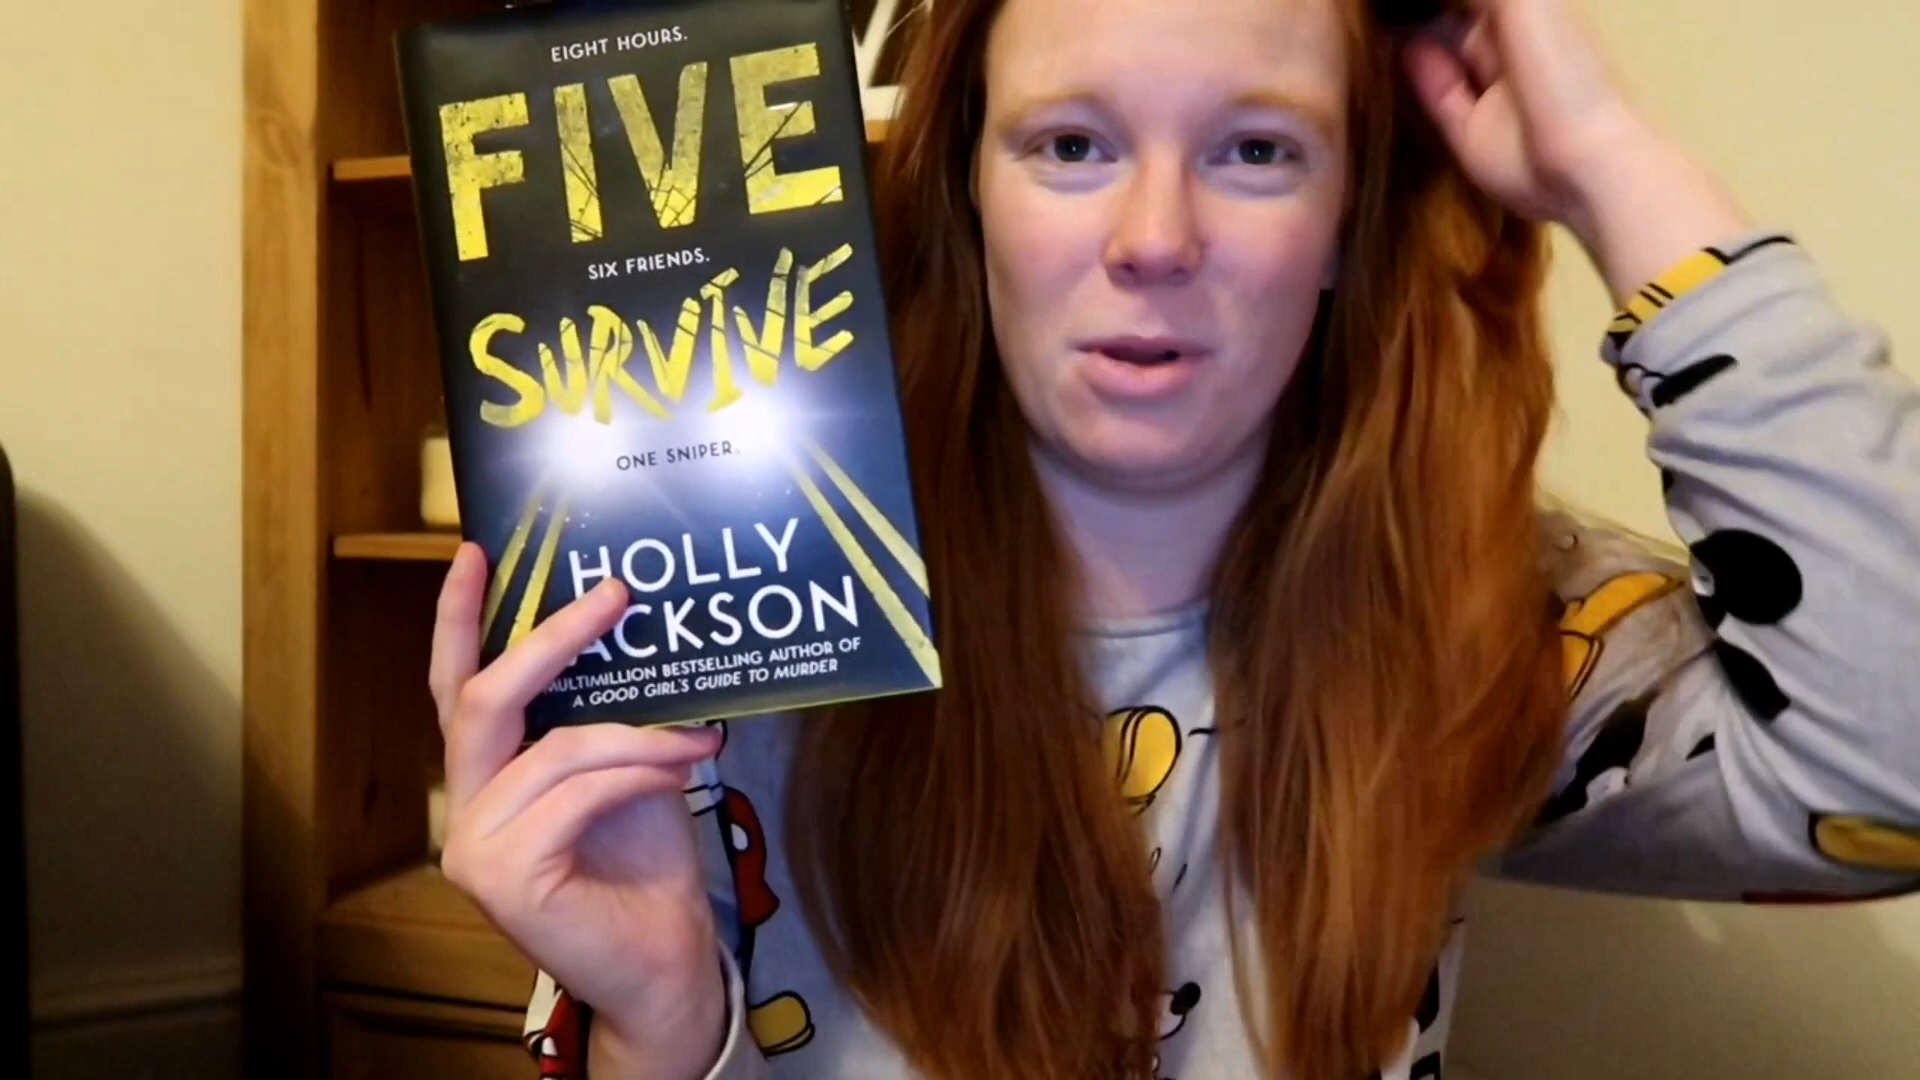 EIGHT HOURS.
FIVE
SIX FRIENDS.
SURVIVE
ONE SNIPER.
HOLLY
ACKSON
MULTIMILLION BESTSELLING AUTHOR OF
A GOOD GIRL'S GUIDE TO MURDER